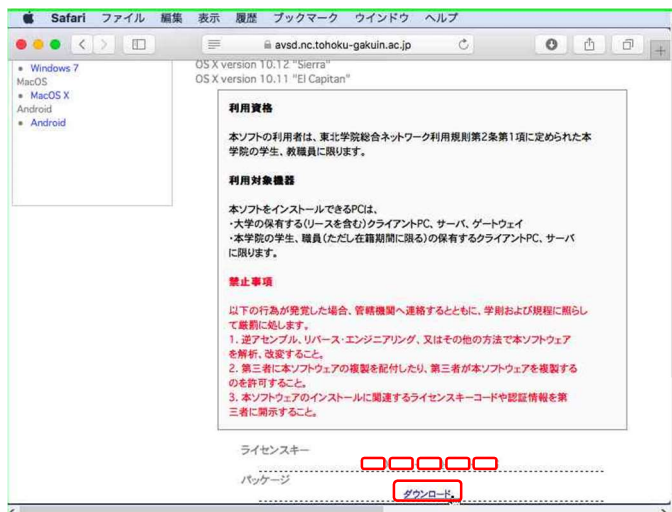 Safari ファイル 編集 表示 履歴 ブックマーク ウインドウ ヘルプ
avsd.nc.tohoku-gakuin.ac.jp
Windows 7
MacOS
MacOS X
Android
Android
OS X version 10.12 "Sierra"
OS X version 10.11 "El Capitan"
利用資格
本ソフトの利用者は、東北学院総合ネットワーク利用規則第2条第1項に定められた本
学院の学生、教職員に限ります。
利用対象機器
本ソフトをインストールできるPCは、
・大学の保有する(リースを含む)クライアントPC、サーバ、ゲートウェイ
・本学院の学生、職員(ただし在籍期間に限る)の保有するクライアントPC、サーバ
に限ります。
禁止事項
以下の行為が発覚した場合、管轄機関へ連絡するとともに、学則および規程に照らし
て厳罰に処します。
1. 逆アセンブル、リバース・エンジニアリング、又はその他の方法で本ソフトウェア
を解析、改変すること。
2. 第三者に本ソフトウェアの複製を配付したり、第三者が本ソフトウェアを複製する
のを許可すること。
3. 本ソフトウェアのインストールに関連するライセンスキーコードや認証情報を第
三者に開示すること。
ライセンスキー
パッケージ
ダウンロード